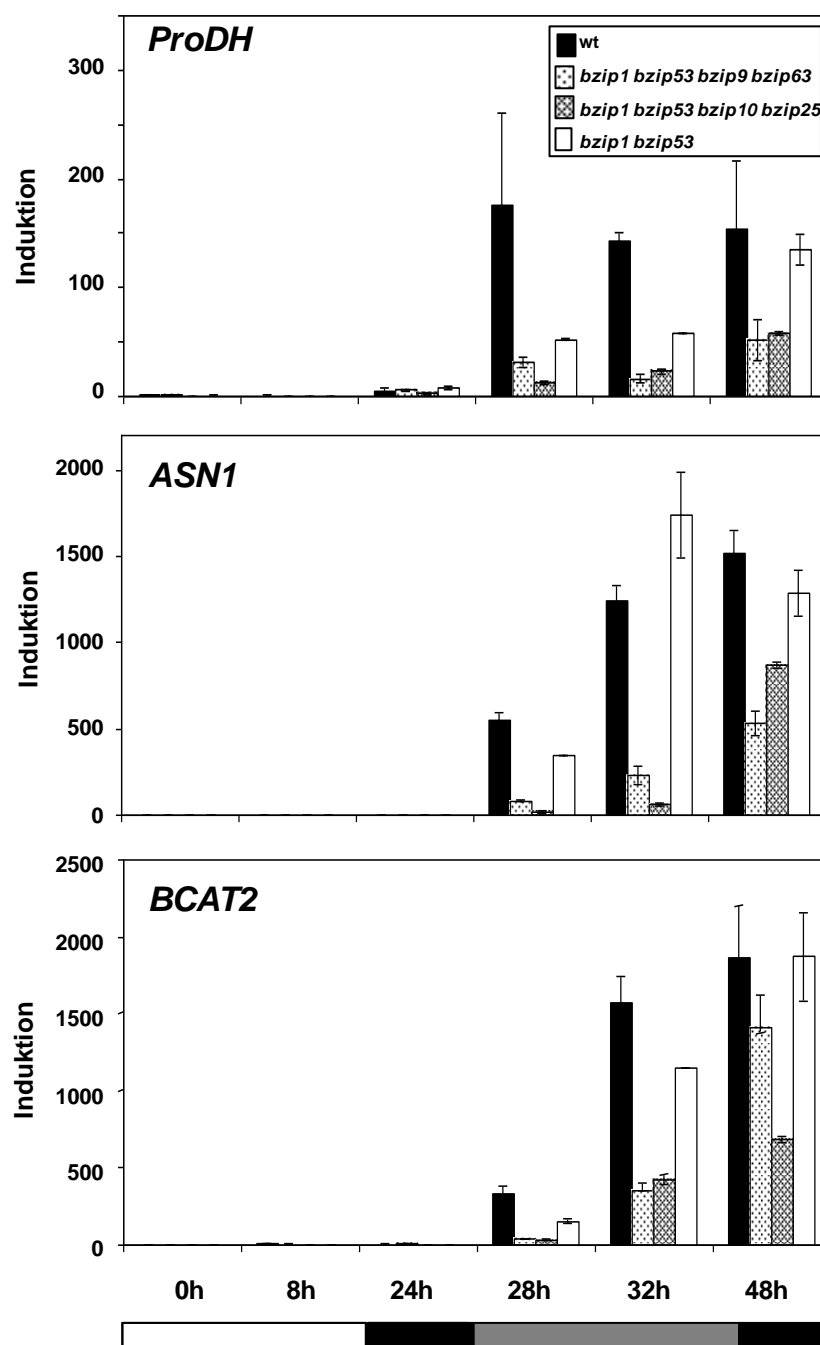 ProDH
wt
bzip1 bzip53 bzip9 bzip63
bzip1 bzip53 bzip10 bzip25
bzip1 bzip53
Induktion
300
200
100
0
ASN1
Induktion
2000
1500
1000
500
0
BCAT2
Induktion
2500
2000
1500
1000
500
0
0h 8h 24h 28h 32h 48h